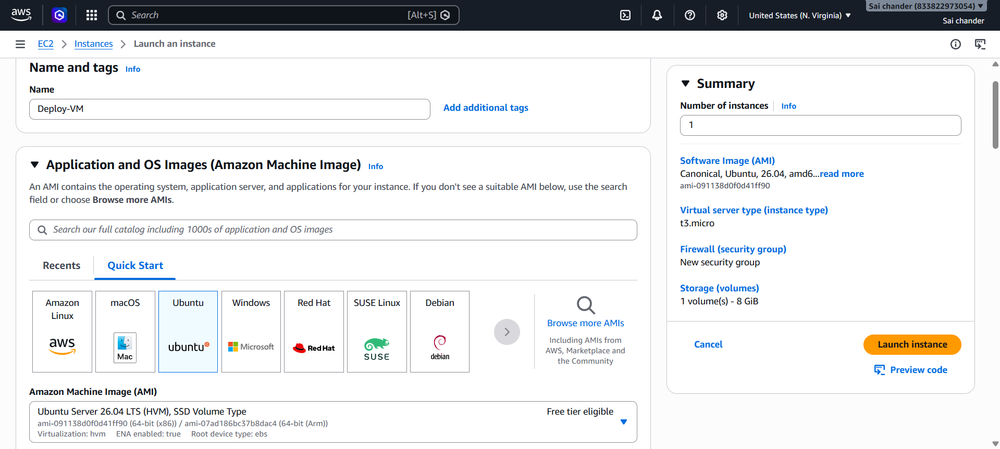 aws
Search
[Alt+S]
United States (N. Virginia)
Sai chander (833822973054)
Sai chander
EC2
Instances
Launch an instance
Name and tags
Info
Name
Deploy-VM
Add additional tags
Application and OS Images (Amazon Machine Image)
Info
An AMI contains the operating system, application server, and applications for your instance. If you don't see a suitable AMI below, use the search
field or choose Browse more AMIs.
Search our full catalog including 1000s of application and OS images
Recents
Quick Start
Amazon
Linux
aws
macOS
Mac
Ubuntu
ubuntu
Windows
Microsoft
Red Hat
Red Hat
SUSE Linux
SUSE
Debian
debian
Browse more AMIs
Including AMIs from
AWS, Marketplace and
the Community
Amazon Machine Image (AMI)
Ubuntu Server 26.04 LTS (HVM), SSD Volume Type
Free tier eligible
ami-091138d0f0d41ff90 (64-bit (x86)) / ami-07ad186bc37b8dac4 (64-bit (Arm))
Virtualization: hvm ENA enabled: true Root device type: ebs
Summary
Number of instances
Info
1
Software Image (AMI)
Canonical, Ubuntu, 26.04, amd6...read more
ami-091138d0f0d41ff90
Virtual server type (instance type)
t3.micro
Firewall (security group)
New security group
Storage (volumes)
1 volume(s) - 8 GiB
Cancel
Launch instance
Preview code